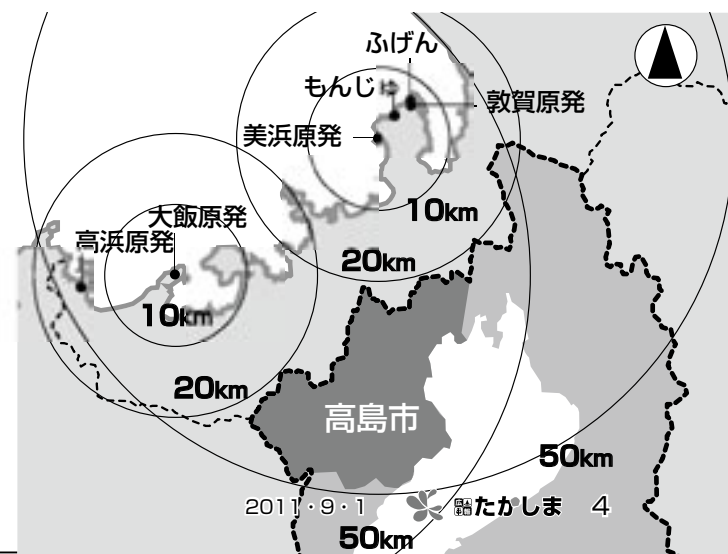 ふげん
もんじゅ
敦賀原発
美浜原発
10km
大飯原発
高浜原発
20km
10km
20km
高島市
50km
2011・9・1 広報たかしま 4
50km